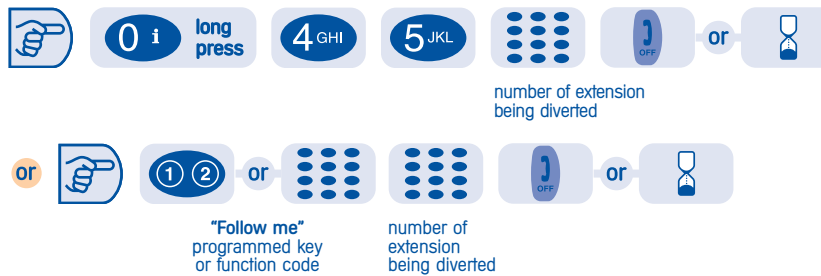 0 i long press 4 GHI 5 JKL OFF or
number of extension
being diverted
or 1 2 or OFF or
"Follow me"
programmed key
or function code
number of
extension
being diverted